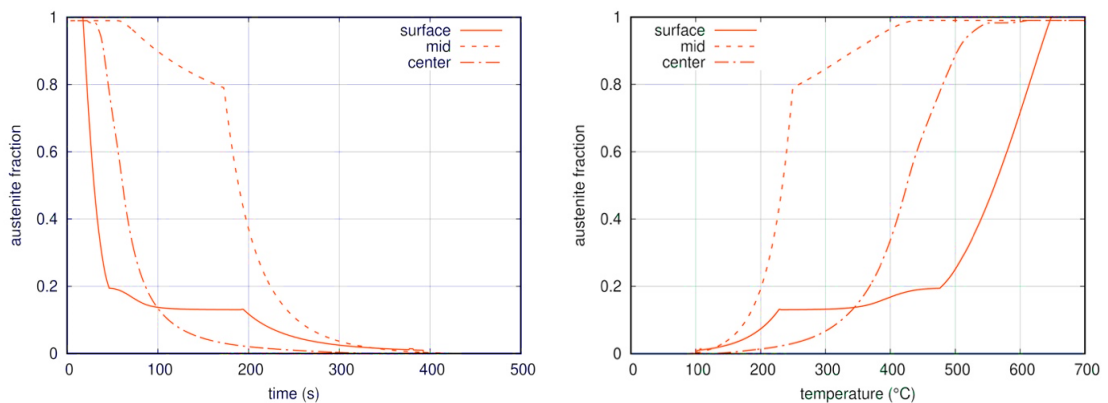 austenite fraction
1
0.8
0.6
0.4
0.2
0
0 100 200 300 400 500
time (s)
surface
mid
center
austenite fraction
1
0.8
0.6
0.4
0.2
0
0 100 200 300 400 500 600 700
temperature (°C)
surface
mid
center